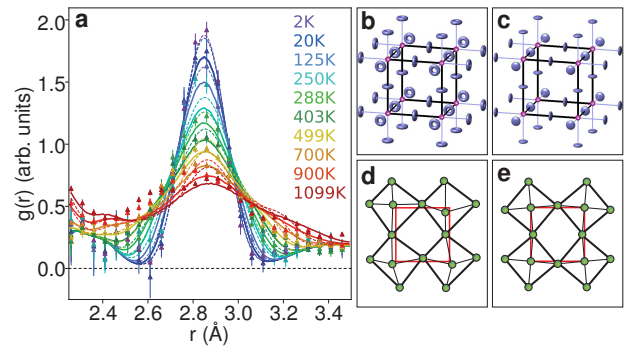 a
2K
20K
125K
250K
288K
403K
499K
700K
900K
1099K
g(r) (arb. units)
2.0
1.5
1.0
0.5
0.0
2.4 2.6 2.8 3.0 3.2 3.4
r (Å)
b
c
d
e